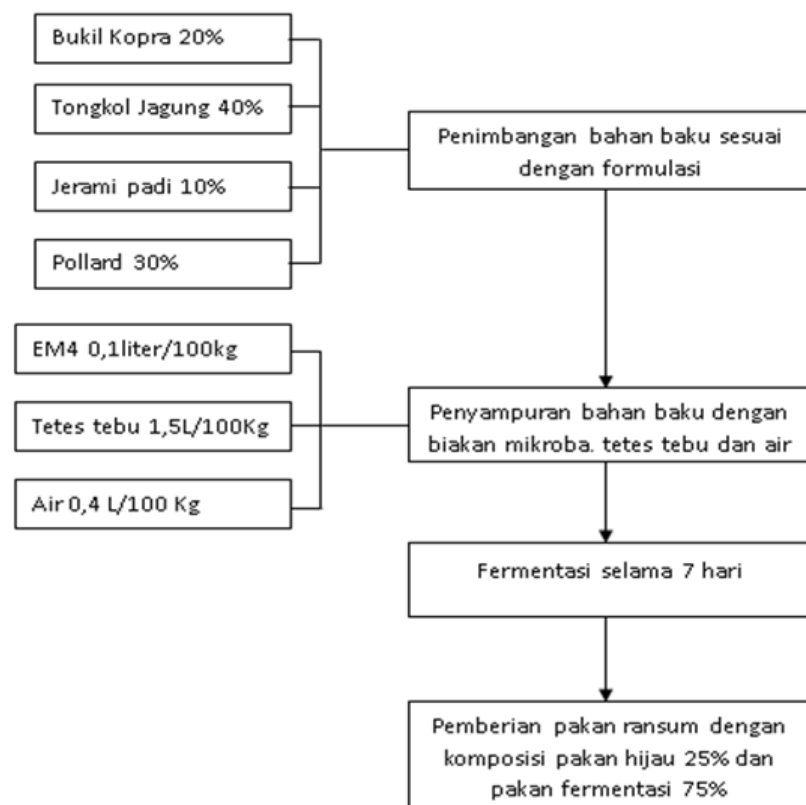 Bukil Kopra 20%
Tongkol Jagung 40%
Jerami padi 10%
Pollard 30%
Penimbangan bahan baku sesuai
dengan formulasi
EM4 0,1liter/100kg
Tetes tebu 1,5L/100Kg
Air 0,4 L/100 Kg
Penyampuran bahan baku dengan
biakan mikroba. tetes tebu dan air
Fermentasi selama 7 hari
Pemberian pakan ransum dengan
komposisi pakan hijau 25% dan
pakan fermentasi 75%